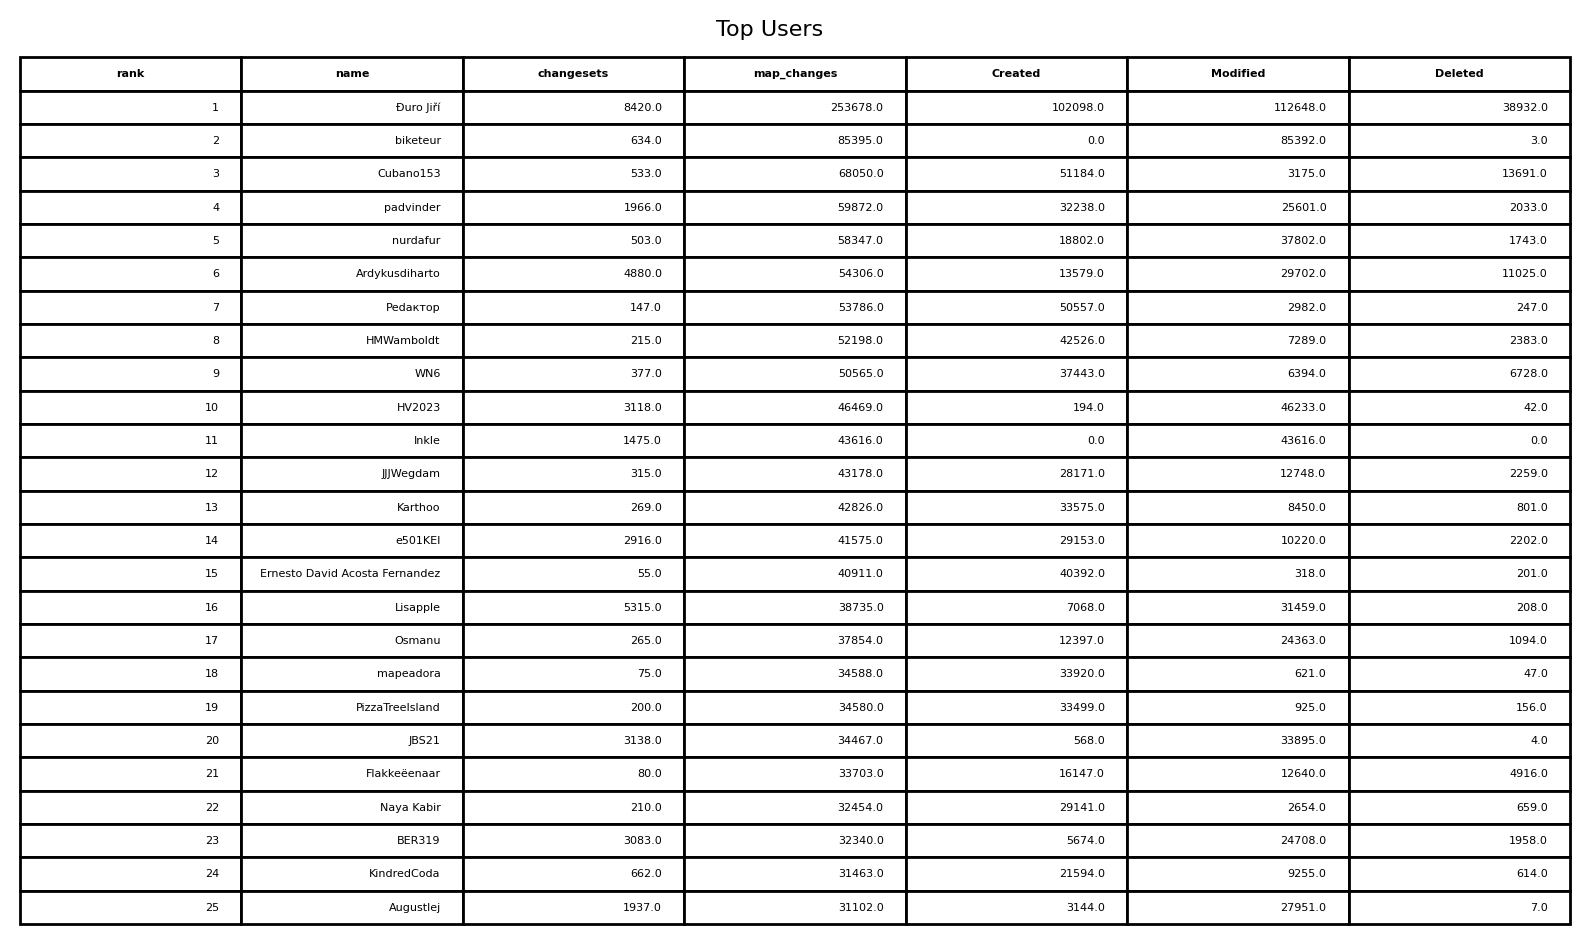 Top Users
rank name changesets map_changes Created Modified Deleted
1 Đuro Jiří 8420.0 253678.0 102098.0 112648.0 38932.0
2 biketeur 634.0 85395.0 0.0 85392.0 3.0
3 Cubano153 533.0 68050.0 51184.0 3175.0 13691.0
4 padvinder 1966.0 59872.0 32238.0 25601.0 2033.0
5 nurdafur 503.0 58347.0 18802.0 37802.0 1743.0
6 Ardykusdiharto 4880.0 54306.0 13579.0 29702.0 11025.0
7 Редактор 147.0 53786.0 50557.0 2982.0 247.0
8 HMWamboldt 215.0 52198.0 42526.0 7289.0 2383.0
9 WN6 377.0 50565.0 37443.0 6394.0 6728.0
10 HV2023 3118.0 46469.0 194.0 46233.0 42.0
11 Inkle 1475.0 43616.0 0.0 43616.0 0.0
12 JJJWegdam 315.0 43178.0 28171.0 12748.0 2259.0
13 Karthoo 269.0 42826.0 33575.0 8450.0 801.0
14 e501KEI 2916.0 41575.0 29153.0 10220.0 2202.0
15 Ernesto David Acosta Fernandez 55.0 40911.0 40392.0 318.0 201.0
16 Lisapple 5315.0 38735.0 7068.0 31459.0 208.0
17 Osmanu 265.0 37854.0 12397.0 24363.0 1094.0
18 mapeadora 75.0 34588.0 33920.0 621.0 47.0
19 PizzaTreeIsland 200.0 34580.0 33499.0 925.0 156.0
20 JBS21 3138.0 34467.0 568.0 33895.0 4.0
21 Flakkeëenaar 80.0 33703.0 16147.0 12640.0 4916.0
22 Naya Kabir 210.0 32454.0 29141.0 2654.0 659.0
23 BER319 3083.0 32340.0 5674.0 24708.0 1958.0
24 KindredCoda 662.0 31463.0 21594.0 9255.0 614.0
25 Augustlej 1937.0 31102.0 3144.0 27951.0 7.0